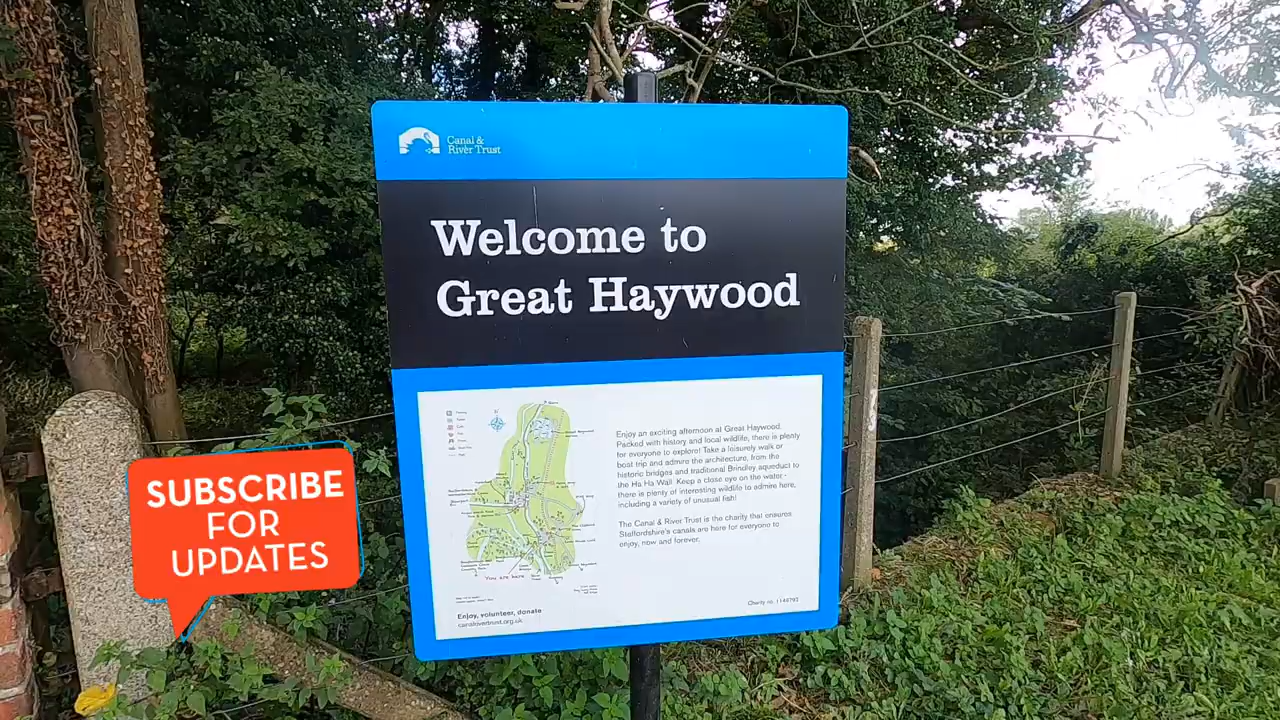 Canal &
River Trust
Welcome to
Great Haywood
Enjoy an exciting afternoon at Great Haywood.
Packed with history and local wildlife, there is plenty
for everyone to explore! Take a leisurely walk or
boat trip and admire the architecture, from the
historic bridges and traditional Brindley aqueduct to
the Ha Ha Wall. Keep a close eye on the water -
there is plenty of interesting wildlife to admire here,
including a variety of unusual fish!
The Canal & River Trust is the charity that ensures
Staffordshire's canals are here for everyone to
enjoy, now and forever.
You are here
Enjoy, volunteer, donate
canalrivertrust.org.uk
Charity no. 1146792
SUBSCRIBE
FOR
UPDATES